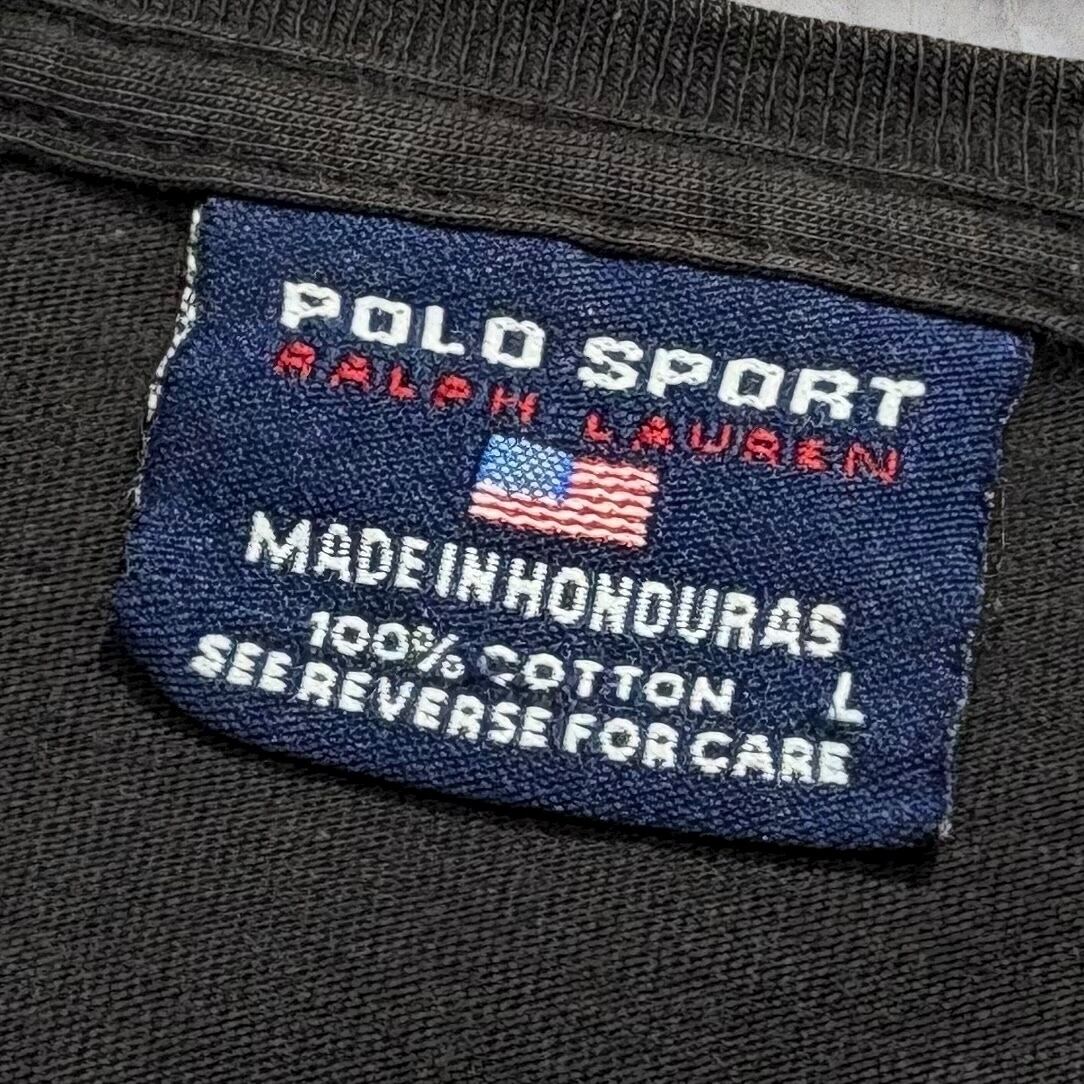 POLO SPORT
RALPH LAUREN
MADE IN HONDURAS
100% COTTON L
SEE REVERSE FOR CARE